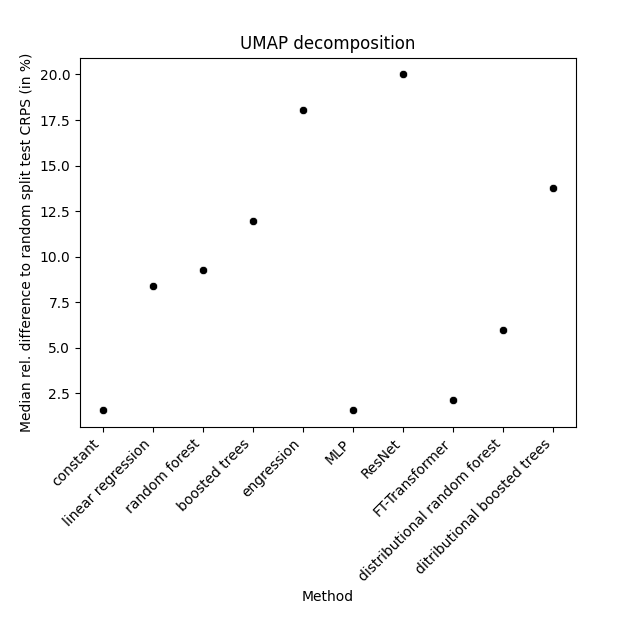 UMAP decomposition
Median rel. difference to random split test CRPS (in %)
20.0
17.5
15.0
12.5
10.0
7.5
5.0
2.5
constant
linear regression
random forest
boosted trees
engression
MLP
ResNet
FT-Transformer
distributional random forest
ditributional boosted trees
Method